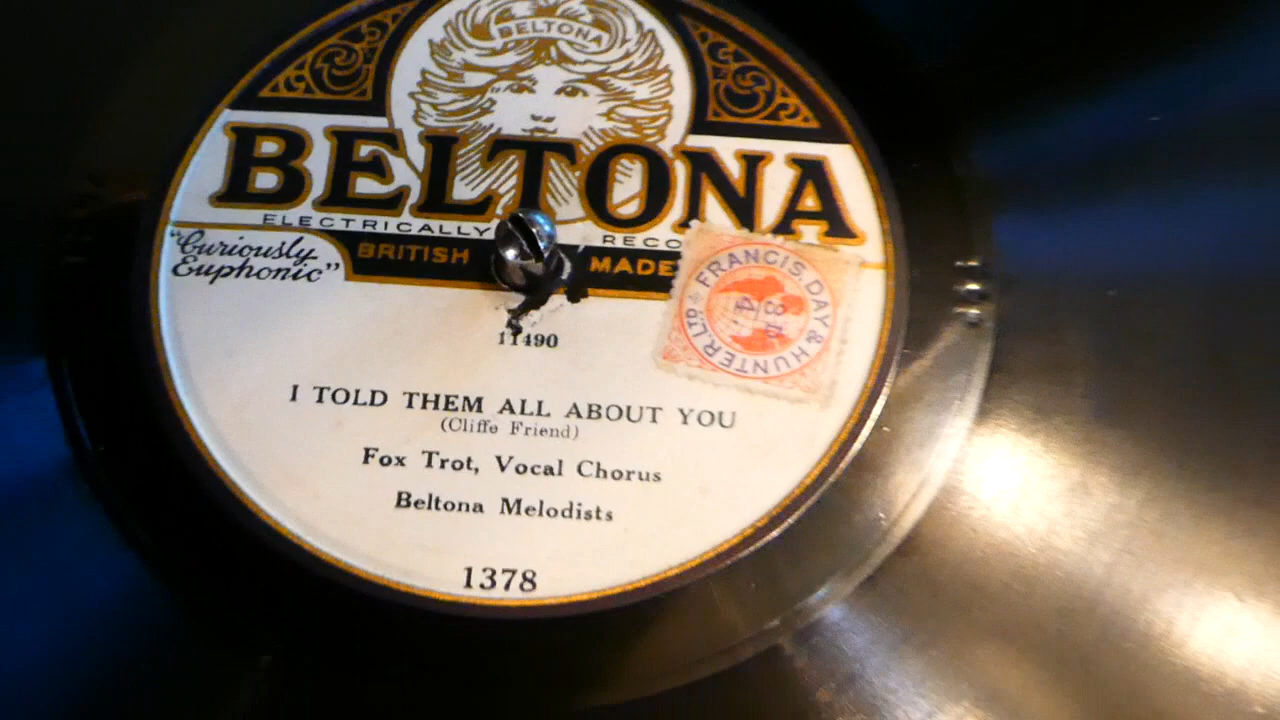 BELTONA
BELTONA
ELECTRICALLY RECO
"Curiously
Euphonic"
BRITISH MADE
FRANCIS, DAY & HUNTER. LTD
11490
I TOLD THEM ALL ABOUT YOU
(Cliffe Friend)
Fox Trot, Vocal Chorus
Beltona Melodists
1378